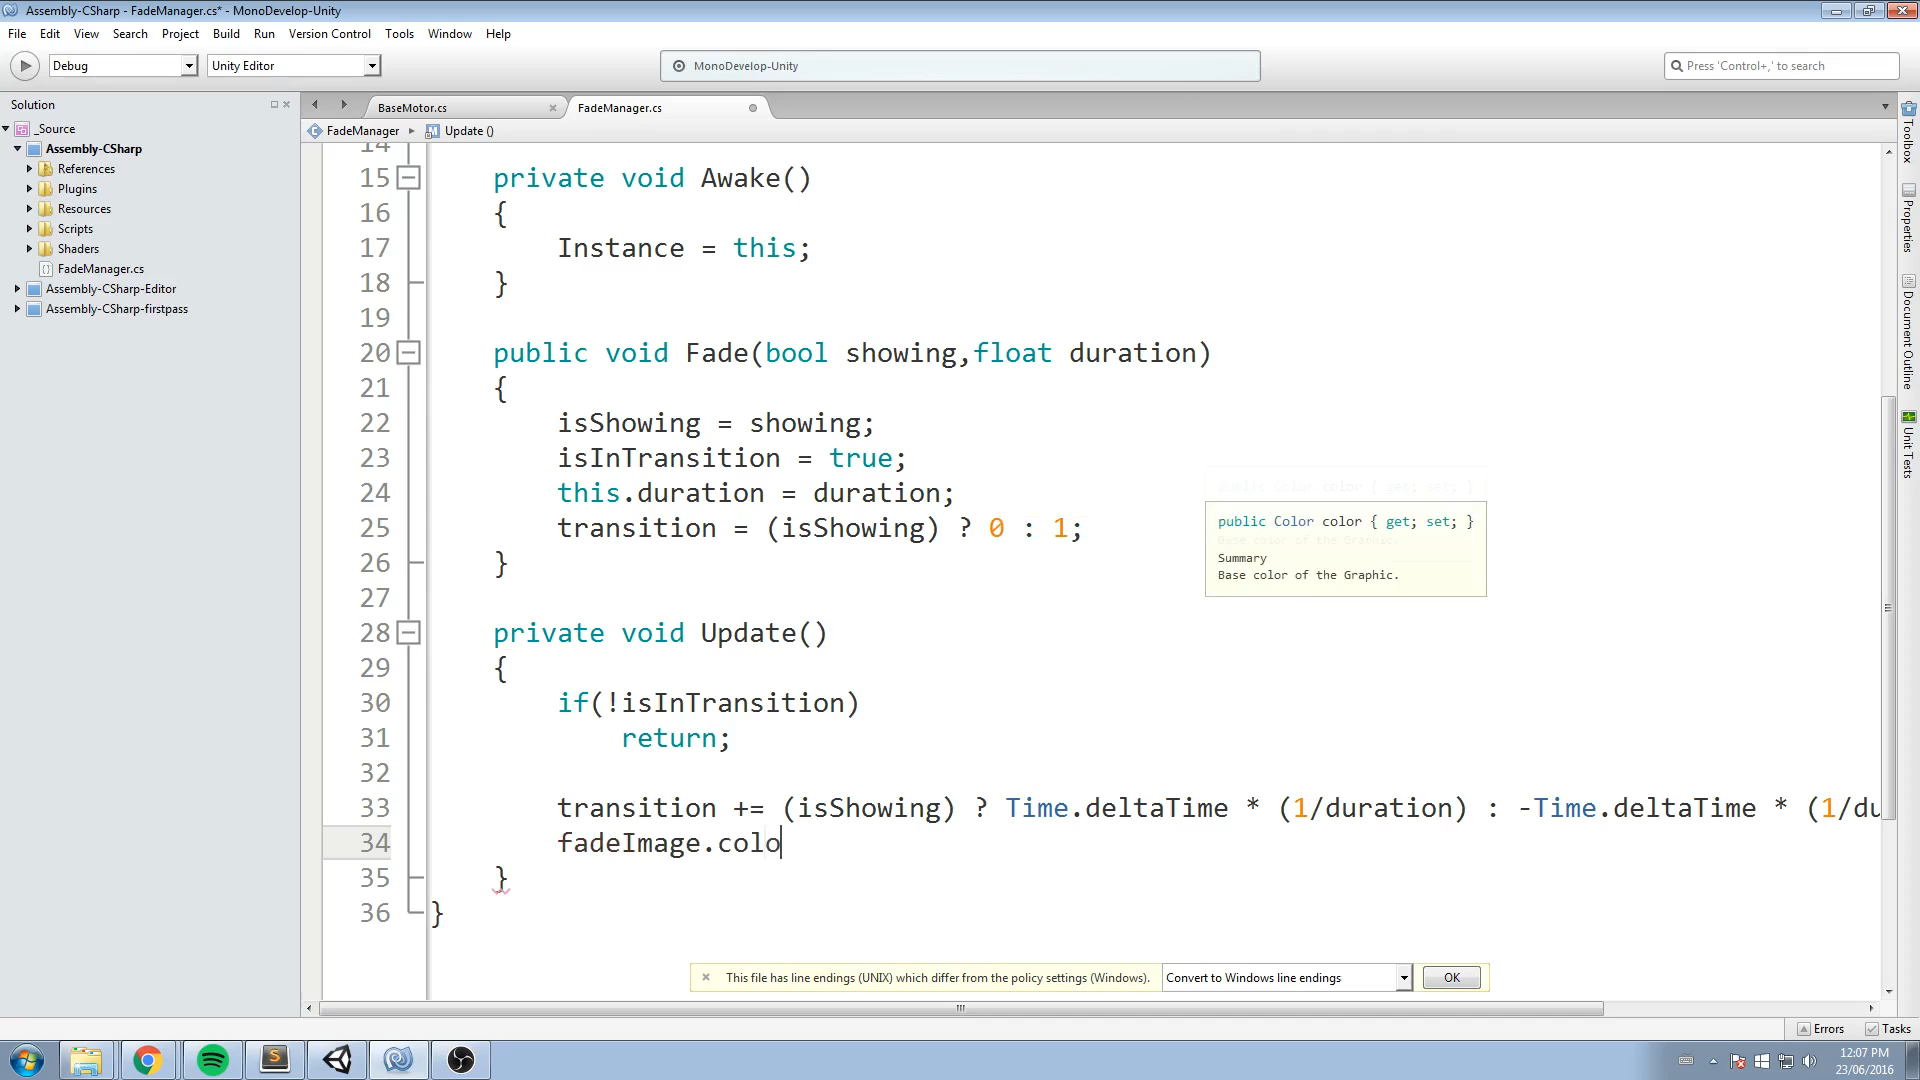 Assembly-CSharp - FadeManager.cs* - MonoDevelop-Unity
File Edit View Search Project Build Run Version Control Tools Window Help
Debug Unity Editor MonoDevelop-Unity Press 'Control+,' to search
Solution
_Source
Assembly-CSharp
References
Plugins
Resources
Scripts
Shaders
FadeManager.cs
Assembly-CSharp-Editor
Assembly-CSharp-firstpass
BaseMotor.cs FadeManager.cs
FadeManager Update ()
14
15 private void Awake()
16 {
17 Instance = this;
18 }
19
20 public void Fade(bool showing,float duration)
21 {
22 isShowing = showing;
23 isInTransition = true;
24 this.duration = duration;
25 transition = (isShowing) ? 0 : 1;
26 }
27
28 private void Update()
29 {
30 if(!isInTransition)
31 return;
32
33 transition += (isShowing) ? Time.deltaTime * (1/duration) : -Time.deltaTime * (1/du
34 fadeImage.colo
35 }
36 }
public Color color { get; set; }
Summary
Base color of the Graphic.
This file has line endings (UNIX) which differ from the policy settings (Windows). Convert to Windows line endings OK
Toolbox
Properties
Document Outline
Unit Tests
Errors Tasks
12:07 PM
23/06/2016